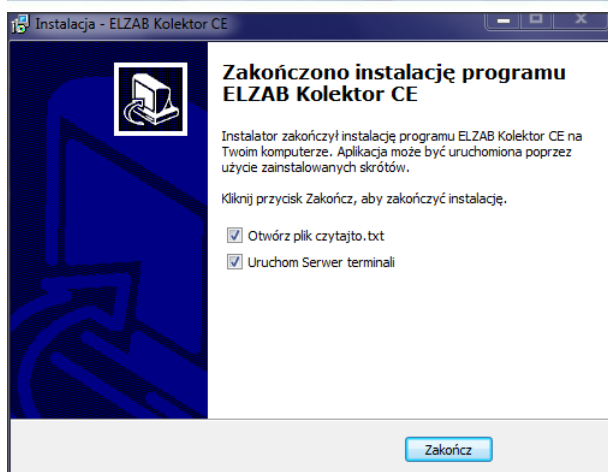 Instalacja - ELZAB Kolektor CE
Zakończono instalację programu
ELZAB Kolektor CE
Instalator zakończył instalację programu ELZAB Kolektor CE na
Twoim komputerze. Aplikacja może być uruchomiona poprzez
użycie zainstalowanych skrótów.
Kliknij przycisk Zakończ, aby zakończyć instalację.
Otwórz plik czytajto.txt
Uruchom Serwer terminali
Zakończ